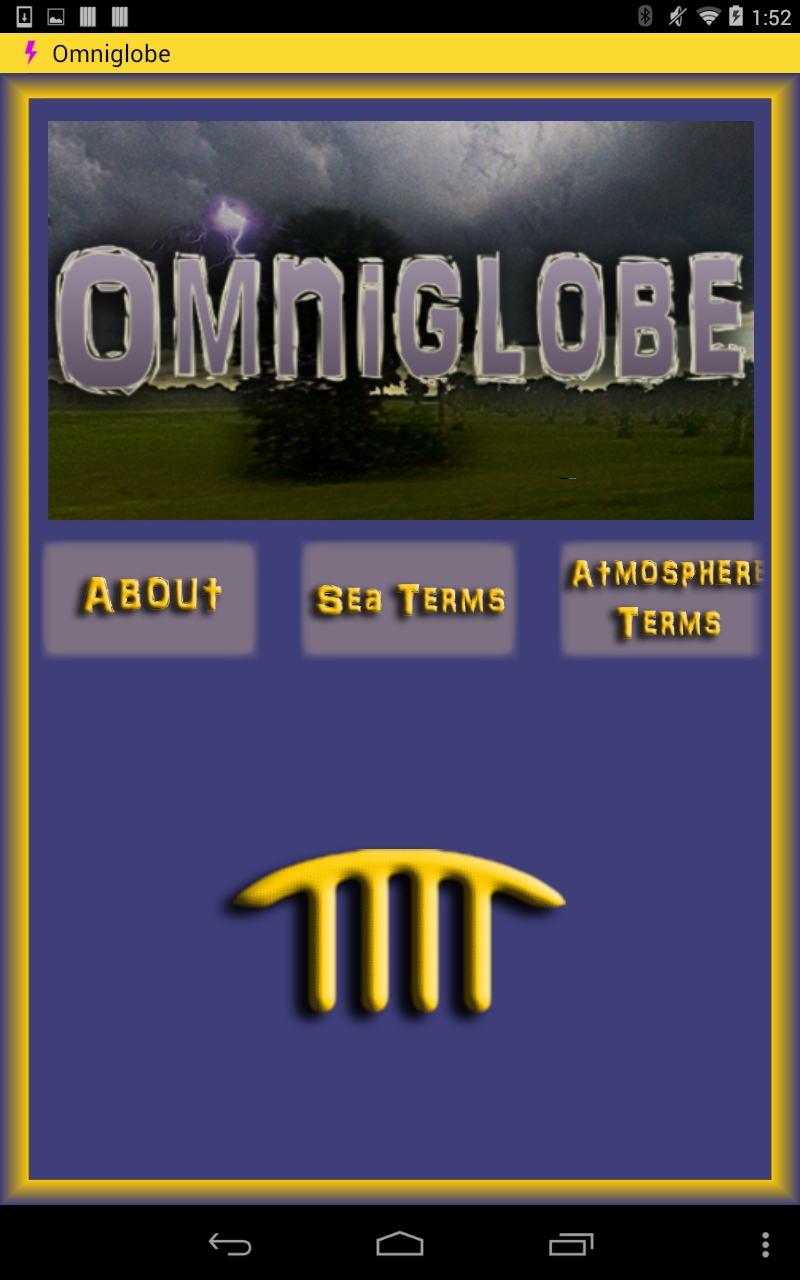 1:52
Omniglobe
OMniGLOBE
ABOUt
Sea TERMS
AtMOSPHERE
TERMS